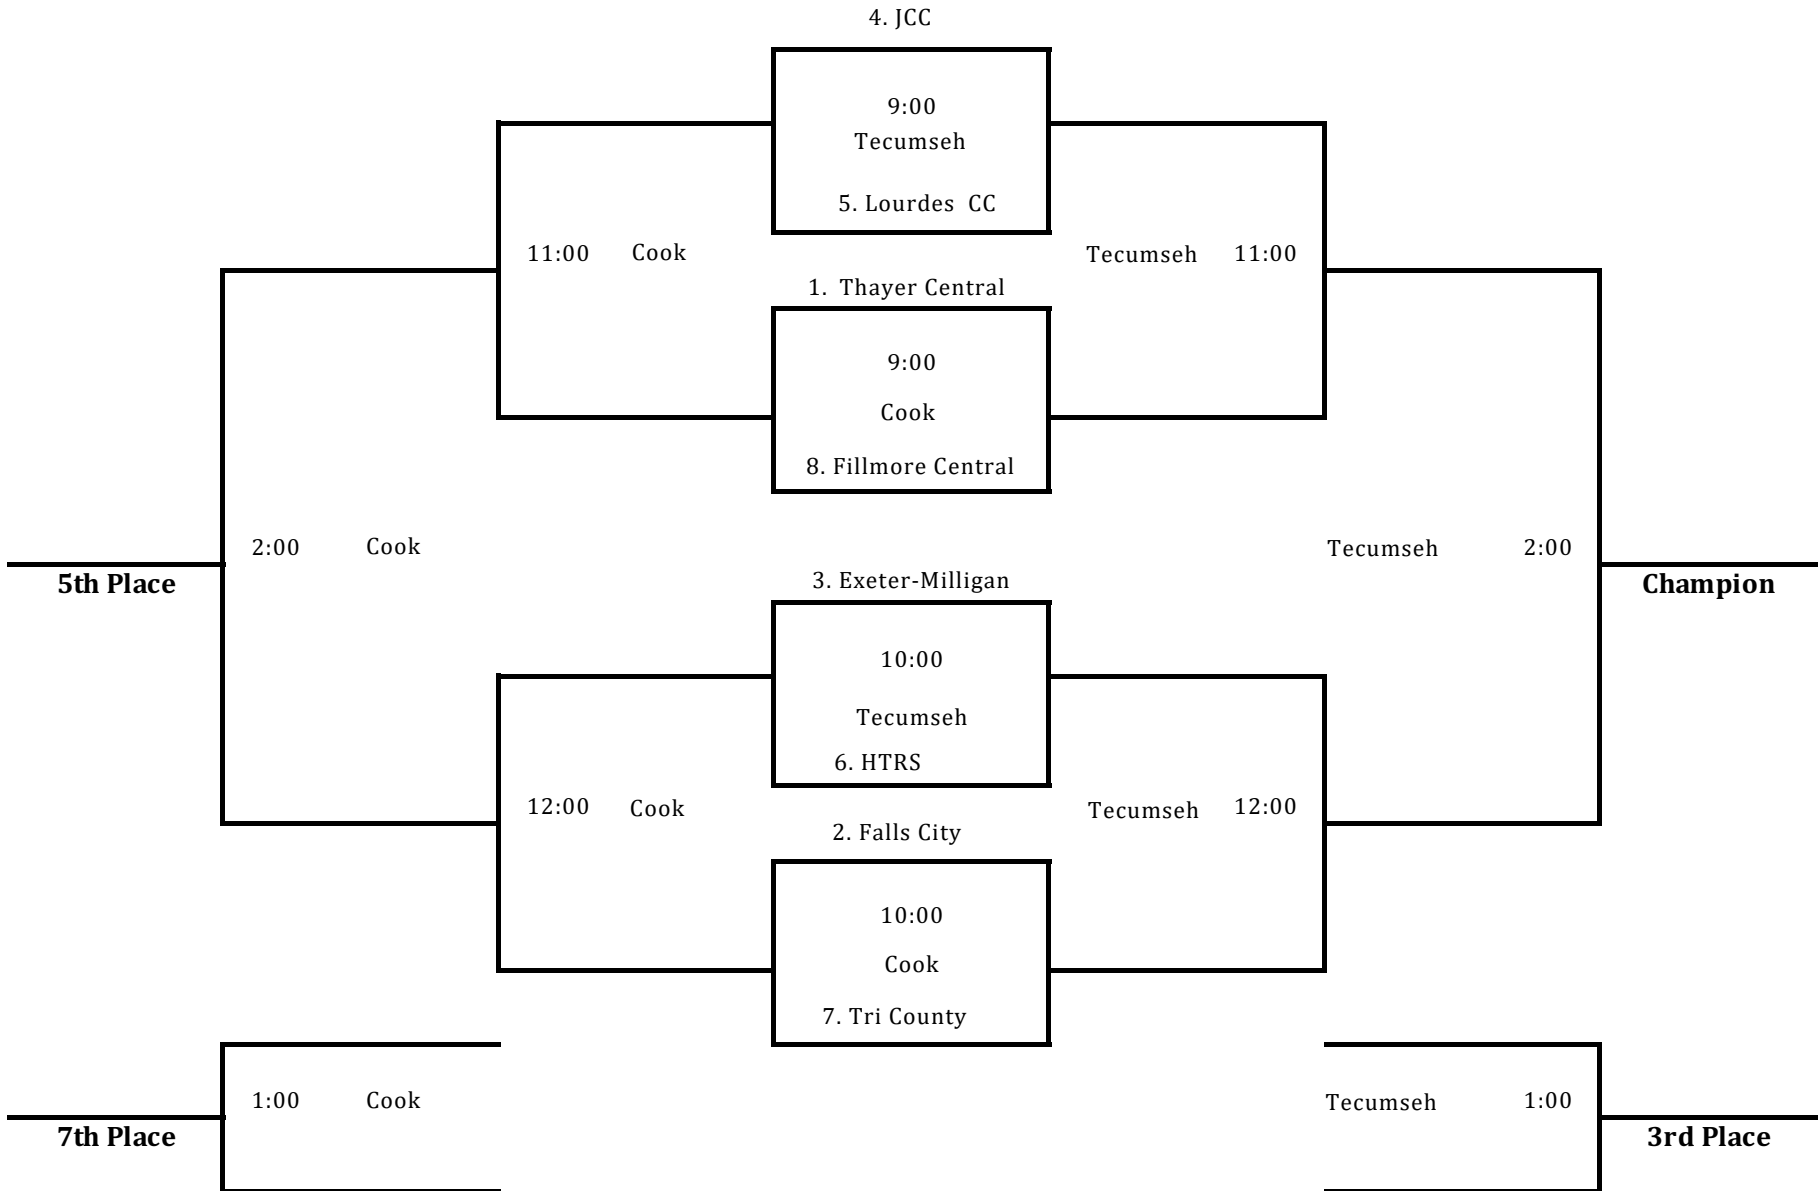 4. JCC
9:00
Tecumseh
5. Lourdes  CC
11:00 Cook
Tecumseh 11:00
1.  Thayer Central
9:00
Cook
8. Fillmore Central
2:00 Cook
Tecumseh 2:00
5th Place
Champion
3. Exeter-Milligan
10:00
Tecumseh
6. HTRS
12:00 Cook
Tecumseh 12:00
2. Falls City
10:00
Cook
7. Tri County
1:00 Cook
Tecumseh 1:00
7th Place
3rd Place